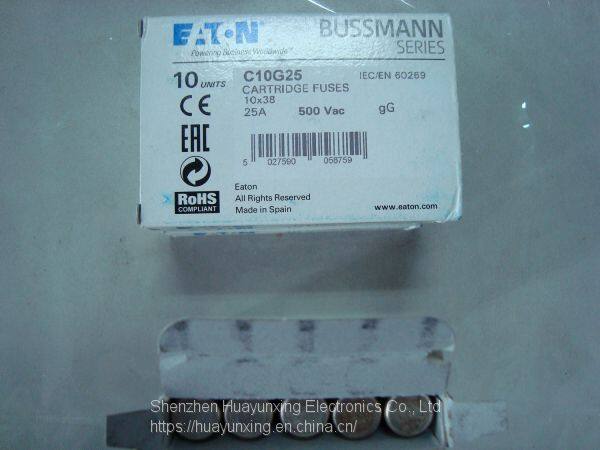 EATON
Powering Business Worldwide
BUSSMANN
SERIES
10 UNITS
C10G25
IEC/EN 60269
CARTRIDGE FUSES
10x38
25A 500 Vac gG
CE
EAC
5 027590 058759
RoHS
COMPLIANT
Eaton
All Rights Reserved
Made in Spain
www.eaton.com
Shenzhen Huayunxing Electronics Co., Ltd
https://huayunxing.en.china.cn/